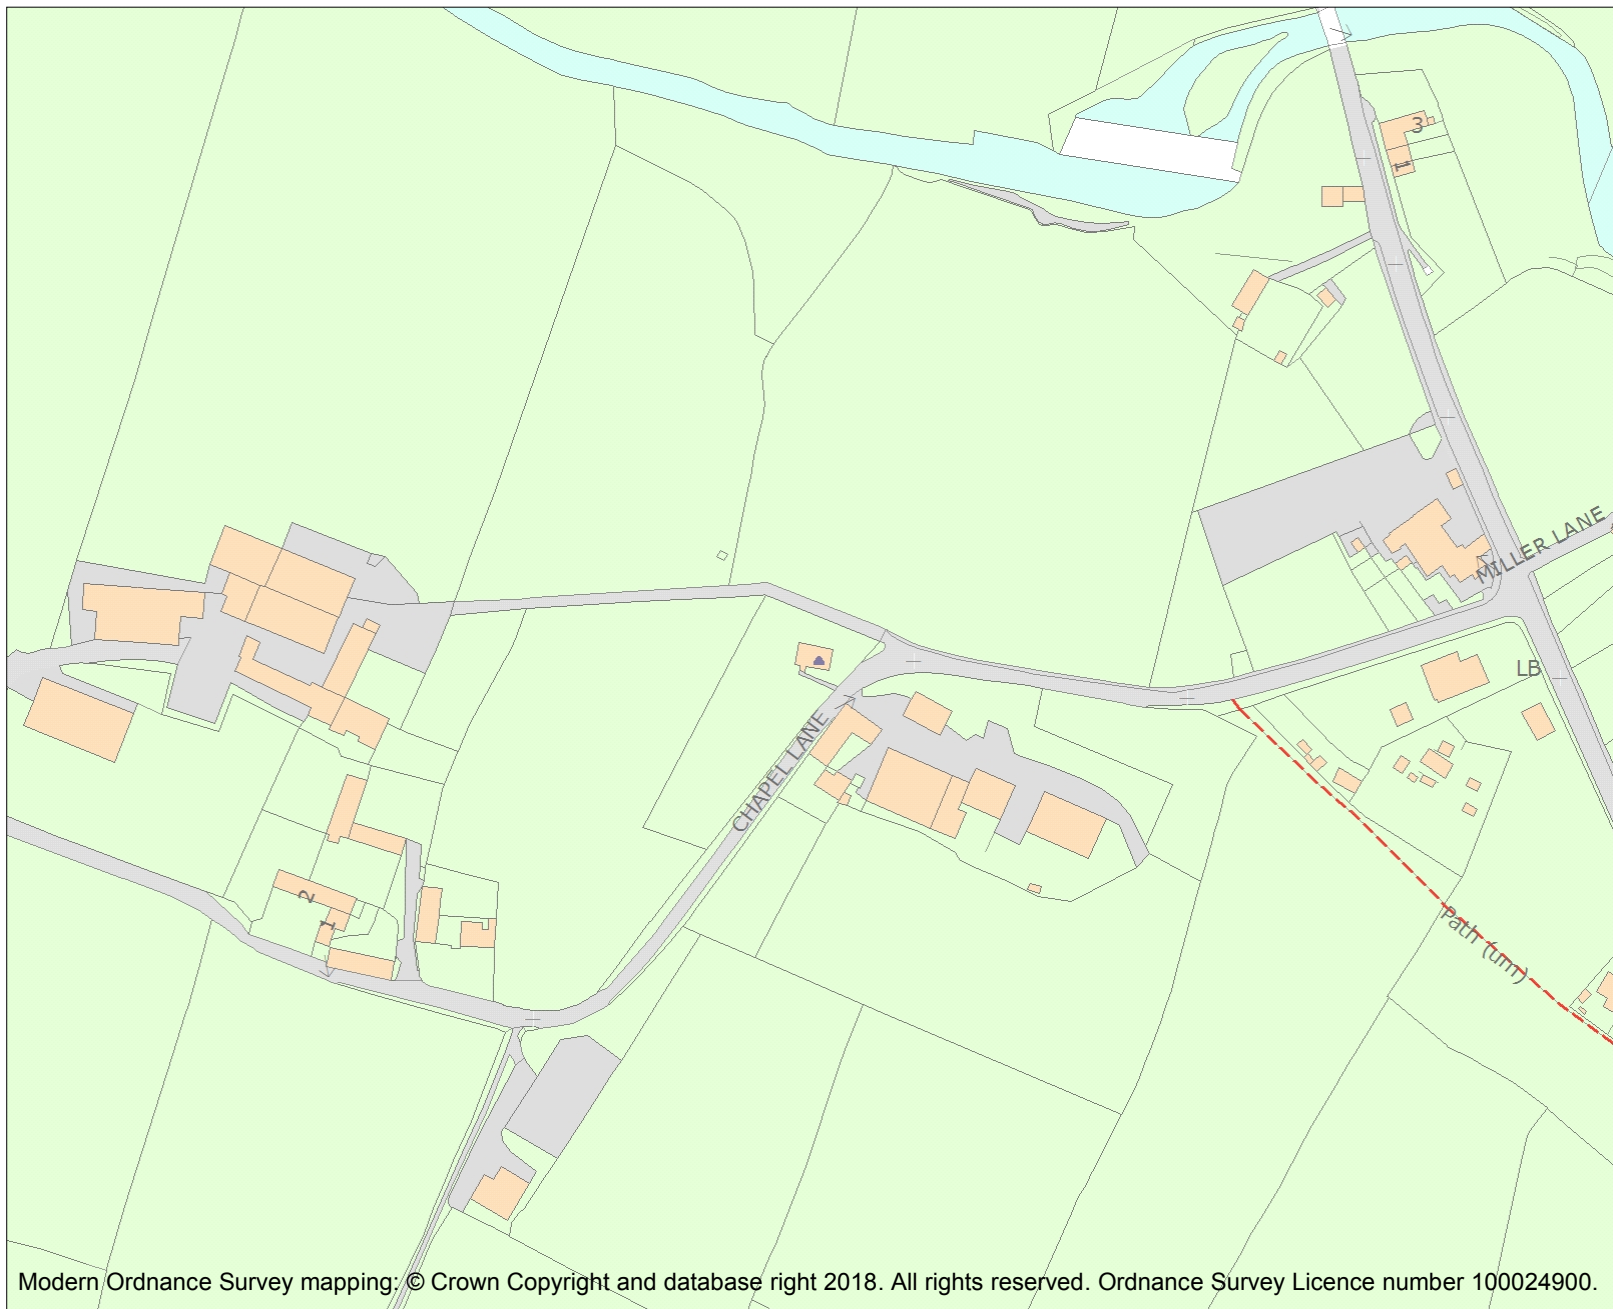 3
1
MILLER LANE
LB
CHAPEL LANE
2
1
Path (um)
Modern Ordnance Survey mapping: © Crown Copyright and database right 2018. All rights reserved. Ordnance Survey Licence number 100024900.